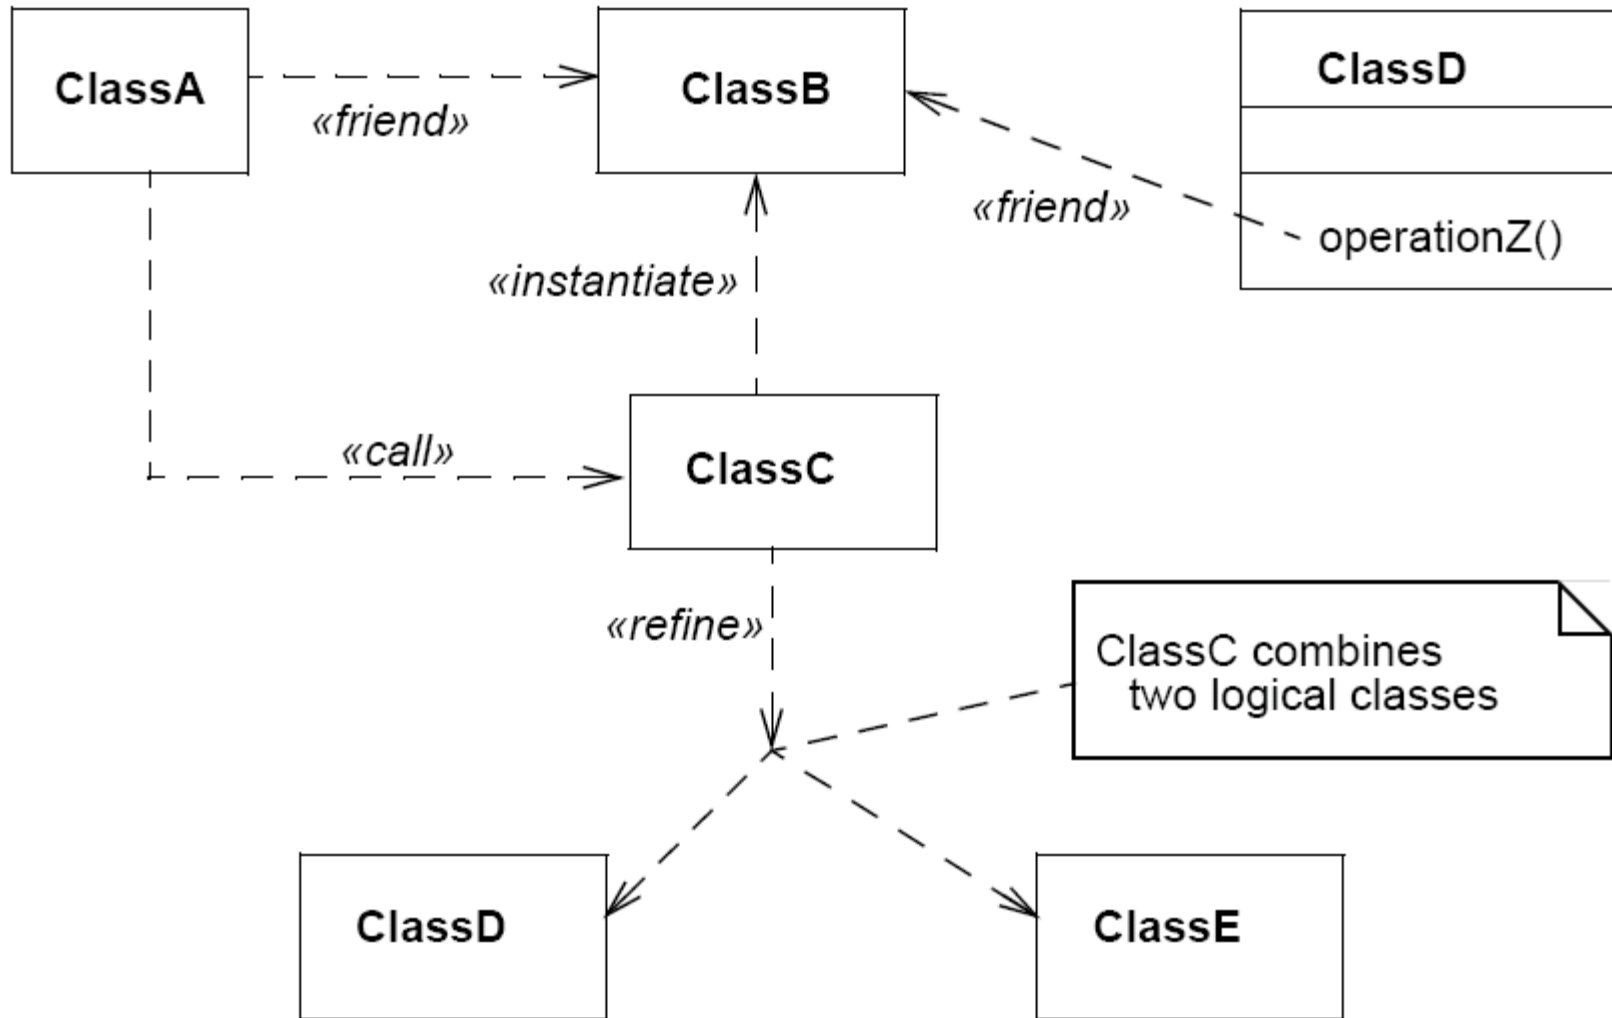 ClassA
«friend»
ClassB
ClassD
«friend»
operationZ()
«instantiate»
«call»
ClassC
«refine»
ClassC combines
two logical classes
ClassD
ClassE